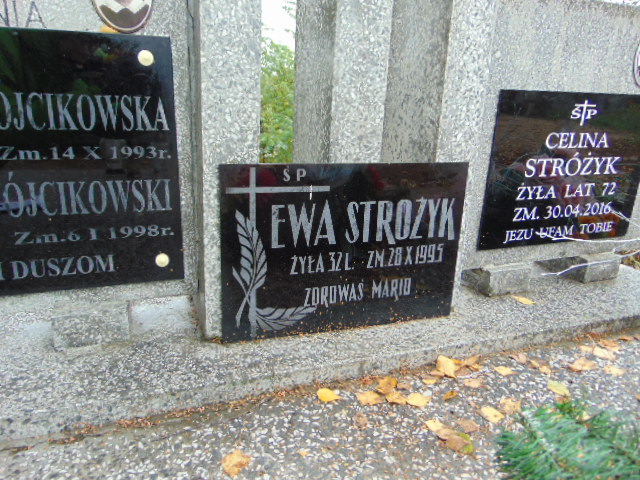 OJCIKOWSKA
Zm. 14 X 1993r.
ÓJCIKOWSKI
Zm. 6 I 1998r.
DUSZOM
ŚP
EWA STROŻYK
ŻYŁA 32 L. ZM. 28 X 1995
ZDROWAŚ MARIO
ŚP
CELINA
STRÓŻYK
ŻYŁA LAT 72
ZM. 30.04.2016
JEZU UFAM TOBIE